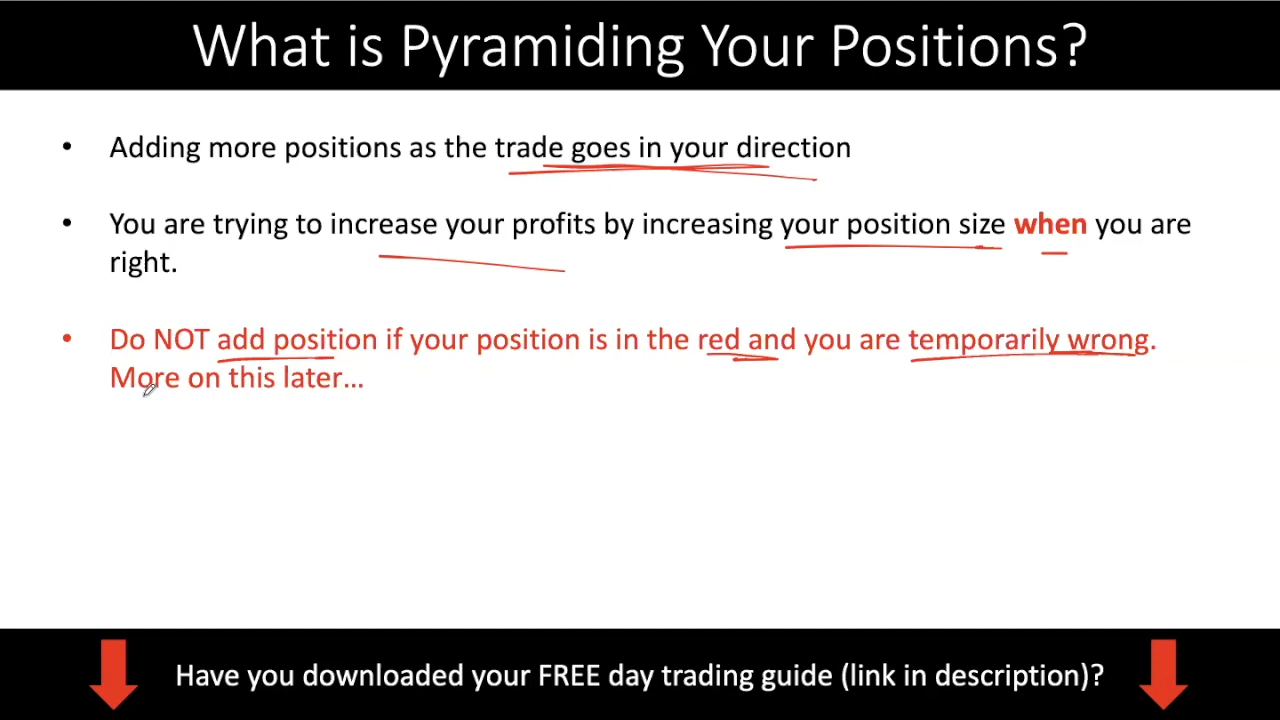 What is Pyramiding Your Positions?
• Adding more positions as the trade goes in your direction
• You are trying to increase your profits by increasing your position size when you are
right.
• Do NOT add position if your position is in the red and you are temporarily wrong.
More on this later...
Have you downloaded your FREE day trading guide (link in description)?